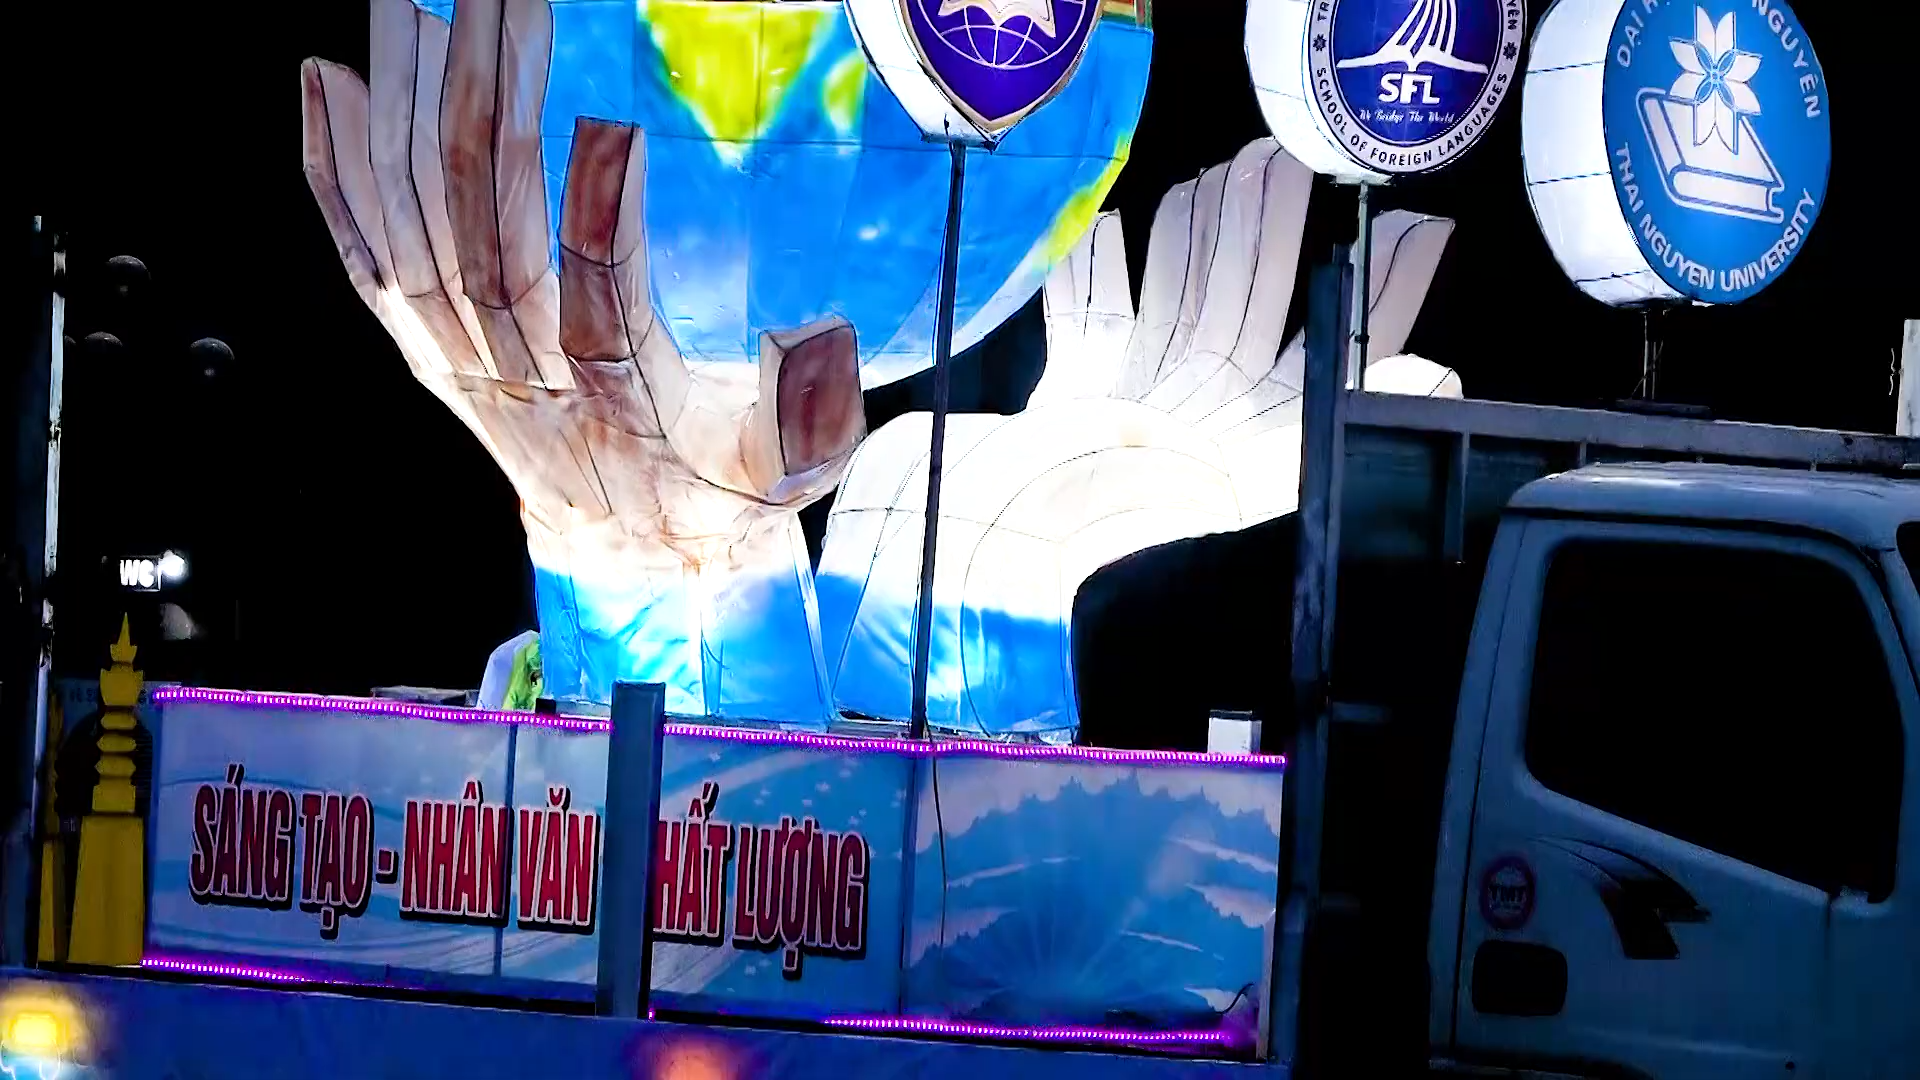 SFL
We Bridge The World
SCHOOL OF FOREIGN LANGUAGES
NGUYÊN
THAI NGUYEN UNIVERSITY
WC
SÁNG TẠO - NHÂN VĂN
HẤT LƯỢNG
TMT